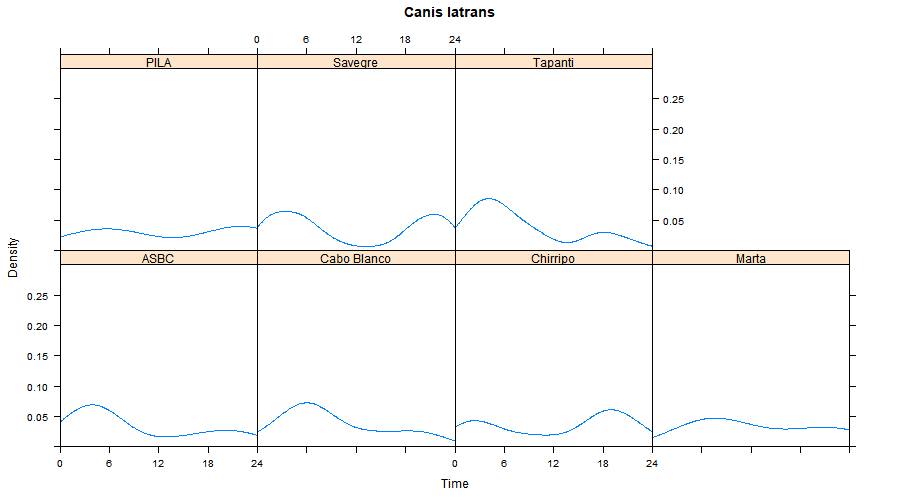 Canis latrans
0 6 12 18 24
PILA Savegre Tapanti
0.25
0.20
0.15
0.10
0.05
Density
ASBC Cabo Blanco Chirripo Marta
0.25
0.20
0.15
0.10
0.05
0 6 12 18 24 0 6 12 18 24
Time